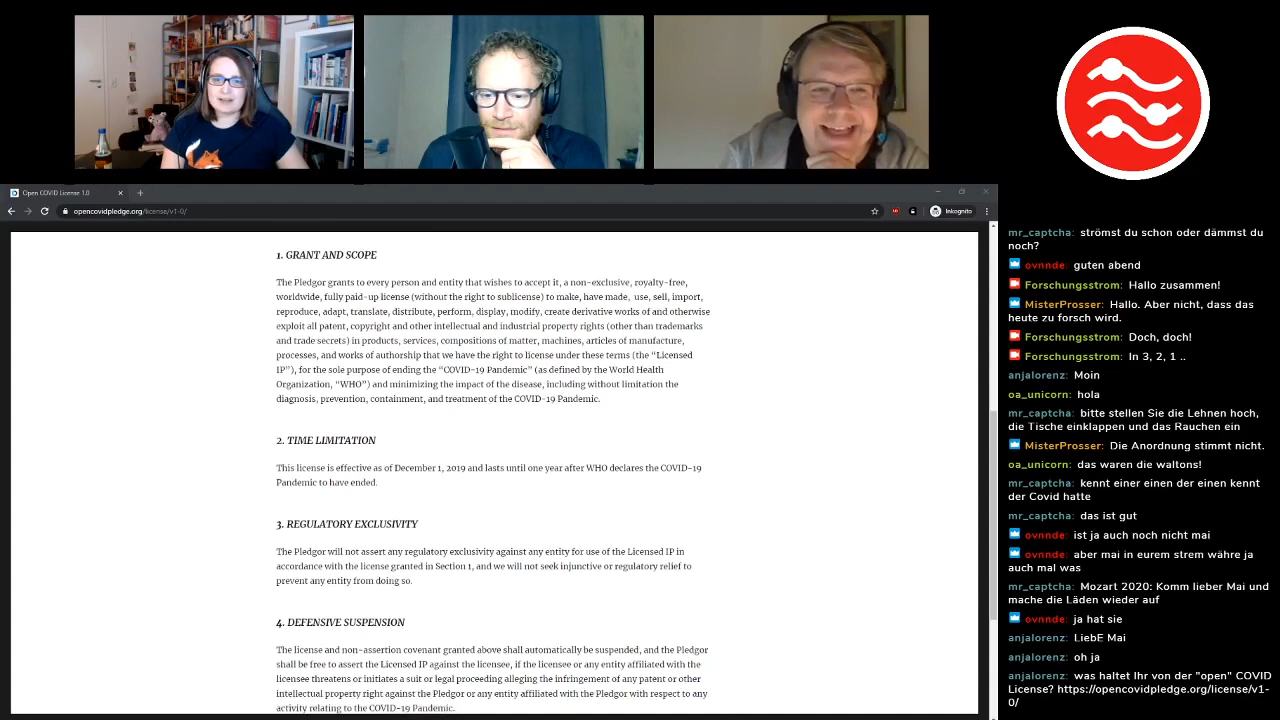 Open COVID License 1.0
opencovidpledge.org/license/v1-0/
Inkognito
1. GRANT AND SCOPE
The Pledgor grants to every person and entity that wishes to accept it, a non-exclusive, royalty-free,
worldwide, fully paid-up license (without the right to sublicense) to make, have made, use, sell, import,
reproduce, adapt, translate, distribute, perform, display, modify, create derivative works of and otherwise
exploit all patent, copyright and other intellectual and industrial property rights (other than trademarks
and trade secrets) in products, services, compositions of matter, machines, articles of manufacture,
processes, and works of authorship that we have the right to license under these terms (the “Licensed
IP”), for the sole purpose of ending the “COVID-19 Pandemic” (as defined by the World Health
Organization, “WHO”) and minimizing the impact of the disease, including without limitation the
diagnosis, prevention, containment, and treatment of the COVID-19 Pandemic.
2. TIME LIMITATION
This license is effective as of December 1, 2019 and lasts until one year after WHO declares the COVID-19
Pandemic to have ended.
3. REGULATORY EXCLUSIVITY
The Pledgor will not assert any regulatory exclusivity against any entity for use of the Licensed IP in
accordance with the license granted in Section 1, and we will not seek injunctive or regulatory relief to
prevent any entity from doing so.
4. DEFENSIVE SUSPENSION
The license and non-assertion covenant granted above shall automatically be suspended, and the Pledgor
shall be free to assert the Licensed IP against the licensee, if the licensee or any entity affiliated with the
licensee threatens or initiates a suit or legal proceeding alleging the infringement of any patent or other
intellectual property right against the Pledgor or any entity affiliated with the Pledgor with respect to any
activity relating to the COVID-19 Pandemic.
mr_captcha: strömst du schon oder dämmst du
noch?
ovnnde: guten abend
Forschungsstrom: Hallo zusammen!
MisterProsser: Hallo. Aber nicht, dass das
heute zu forsch wird.
Forschungsstrom: Doch, doch!
Forschungsstrom: In 3, 2, 1 ..
anjalorenz: Moin
oa_unicorn: hola
mr_captcha: bitte stellen Sie die Lehnen hoch,
die Tische einklappen und das Rauchen ein
MisterProsser: Die Anordnung stimmt nicht.
oa_unicorn: das waren die waltons!
mr_captcha: kennt einer einen der einen kennt
der Covid hatte
mr_captcha: das ist gut
ovnnde: ist ja auch noch nicht mai
ovnnde: aber mai in eurem strem währe ja
auch mal was
mr_captcha: Mozart 2020: Komm lieber Mai und
mache die Läden wieder auf
ovnnde: ja hat sie
anjalorenz: LiebE Mai
anjalorenz: oh ja
anjalorenz: was haltet Ihr von der "open" COVID
License? https://opencovidpledge.org/license/v1-
0/